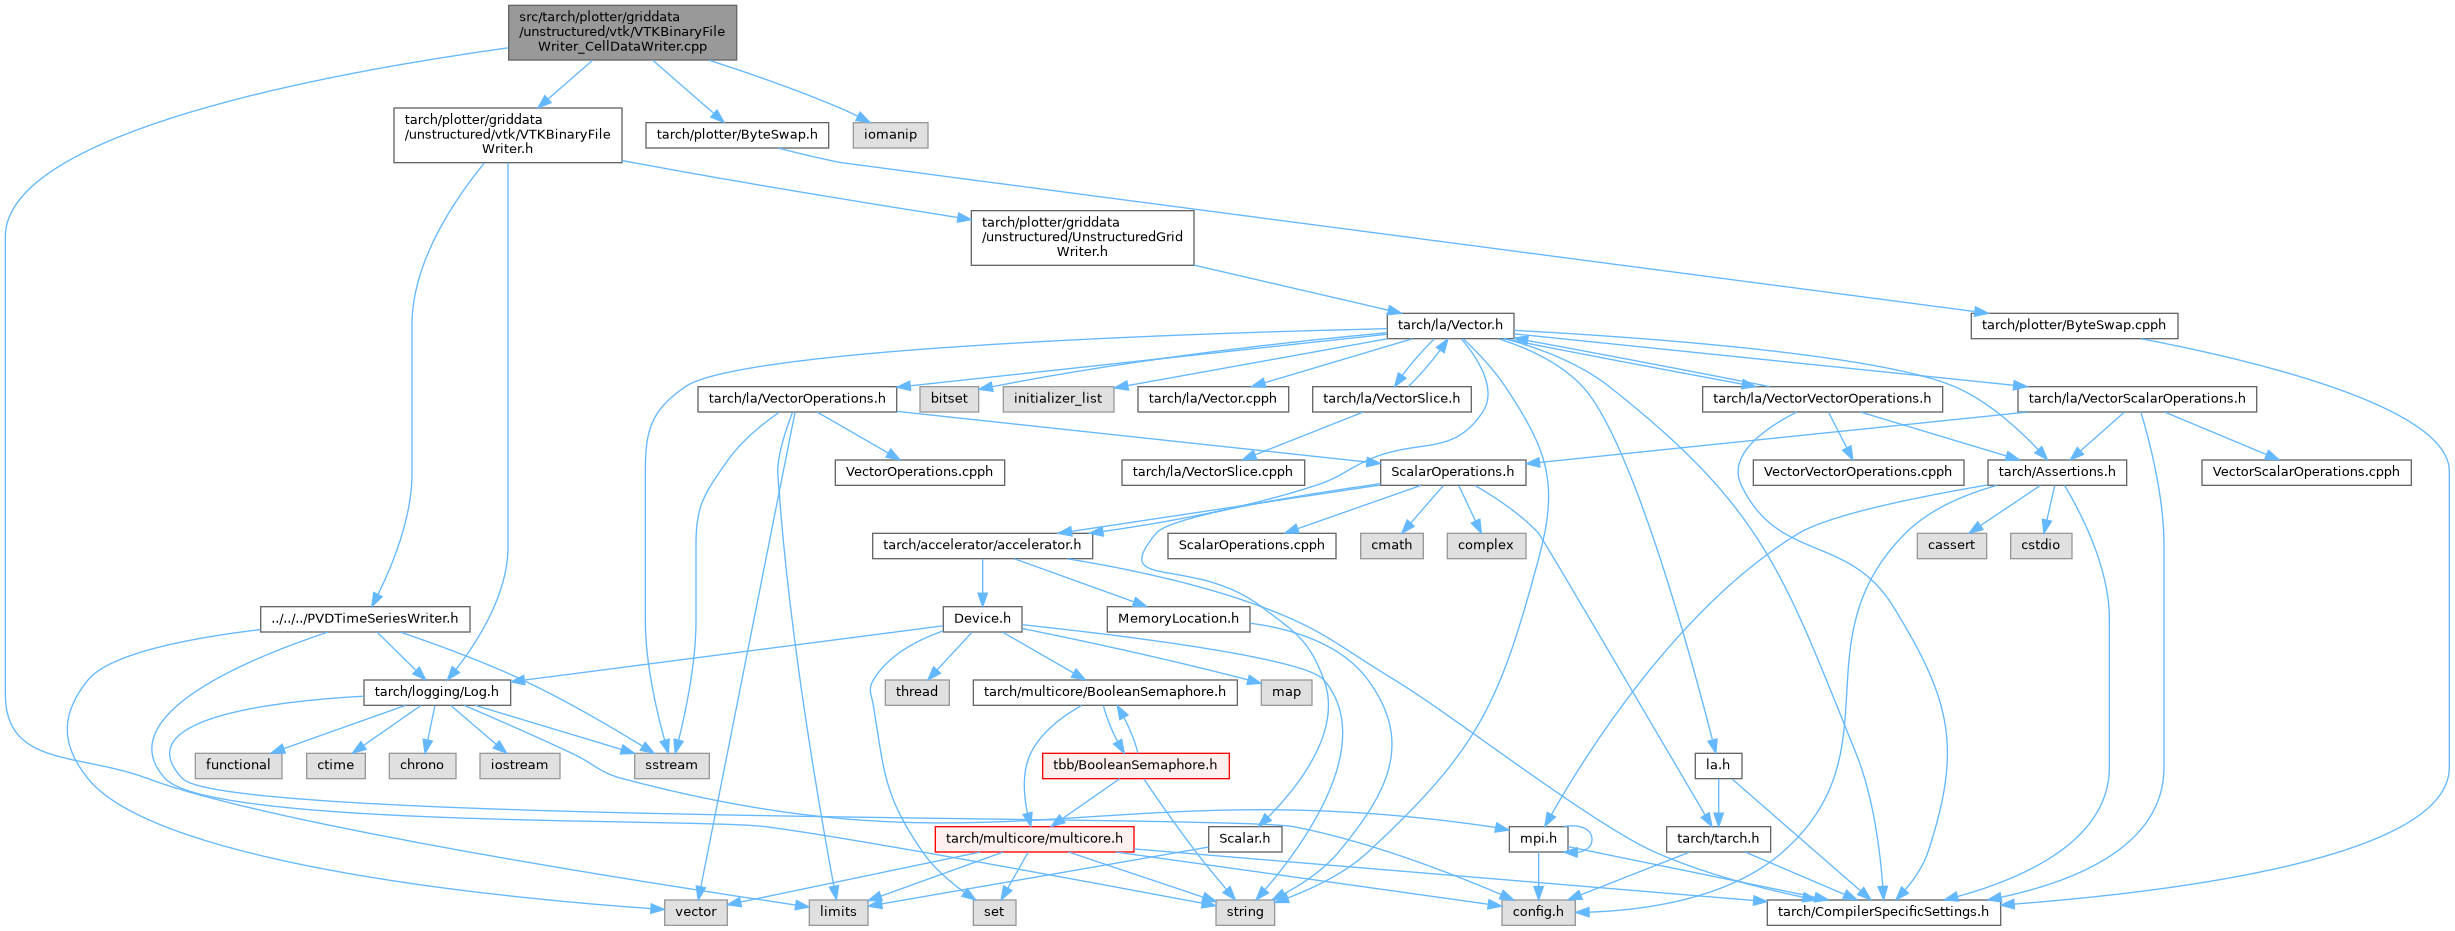 src/tarch/plotter/griddata
/unstructured/vtk/VTKBinaryFile
Writer_CellDataWriter.cpp
tarch/plotter/griddata
/unstructured/vtk/VTKBinaryFile
Writer.h
tarch/plotter/ByteSwap.h
iomanip
tarch/plotter/griddata
/unstructured/UnstructuredGrid
Writer.h
tarch/la/Vector.h
tarch/plotter/ByteSwap.cpph
tarch/la/VectorOperations.h
bitset
initializer_list
tarch/la/Vector.cpph
tarch/la/VectorSlice.h
tarch/la/VectorVectorOperations.h
tarch/la/VectorScalarOperations.h
VectorOperations.cpph
tarch/la/VectorSlice.cpph
ScalarOperations.h
VectorVectorOperations.cpph
tarch/Assertions.h
VectorScalarOperations.cpph
tarch/accelerator/accelerator.h
ScalarOperations.cpph
cmath
complex
cassert
cstdio
../../../PVDTimeSeriesWriter.h
Device.h
MemoryLocation.h
tarch/logging/Log.h
thread
tarch/multicore/BooleanSemaphore.h
map
functional
ctime
chrono
iostream
sstream
tbb/BooleanSemaphore.h
la.h
tarch/multicore/multicore.h
Scalar.h
mpi.h
tarch/tarch.h
vector
limits
set
string
config.h
tarch/CompilerSpecificSettings.h